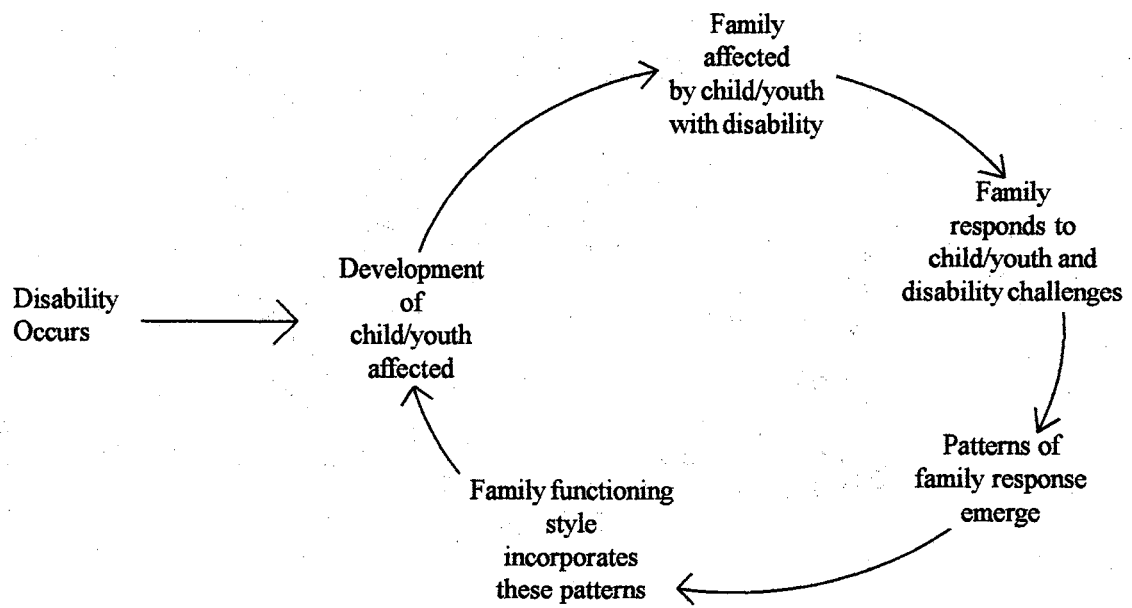 Disability
Occurs
Development
of
child/youth
affected
Family
affected
by child/youth
with disability
Family
responds to
child/youth and
disability challenges
Patterns of
family response
emerge
Family functioning
style
incorporates
these patterns